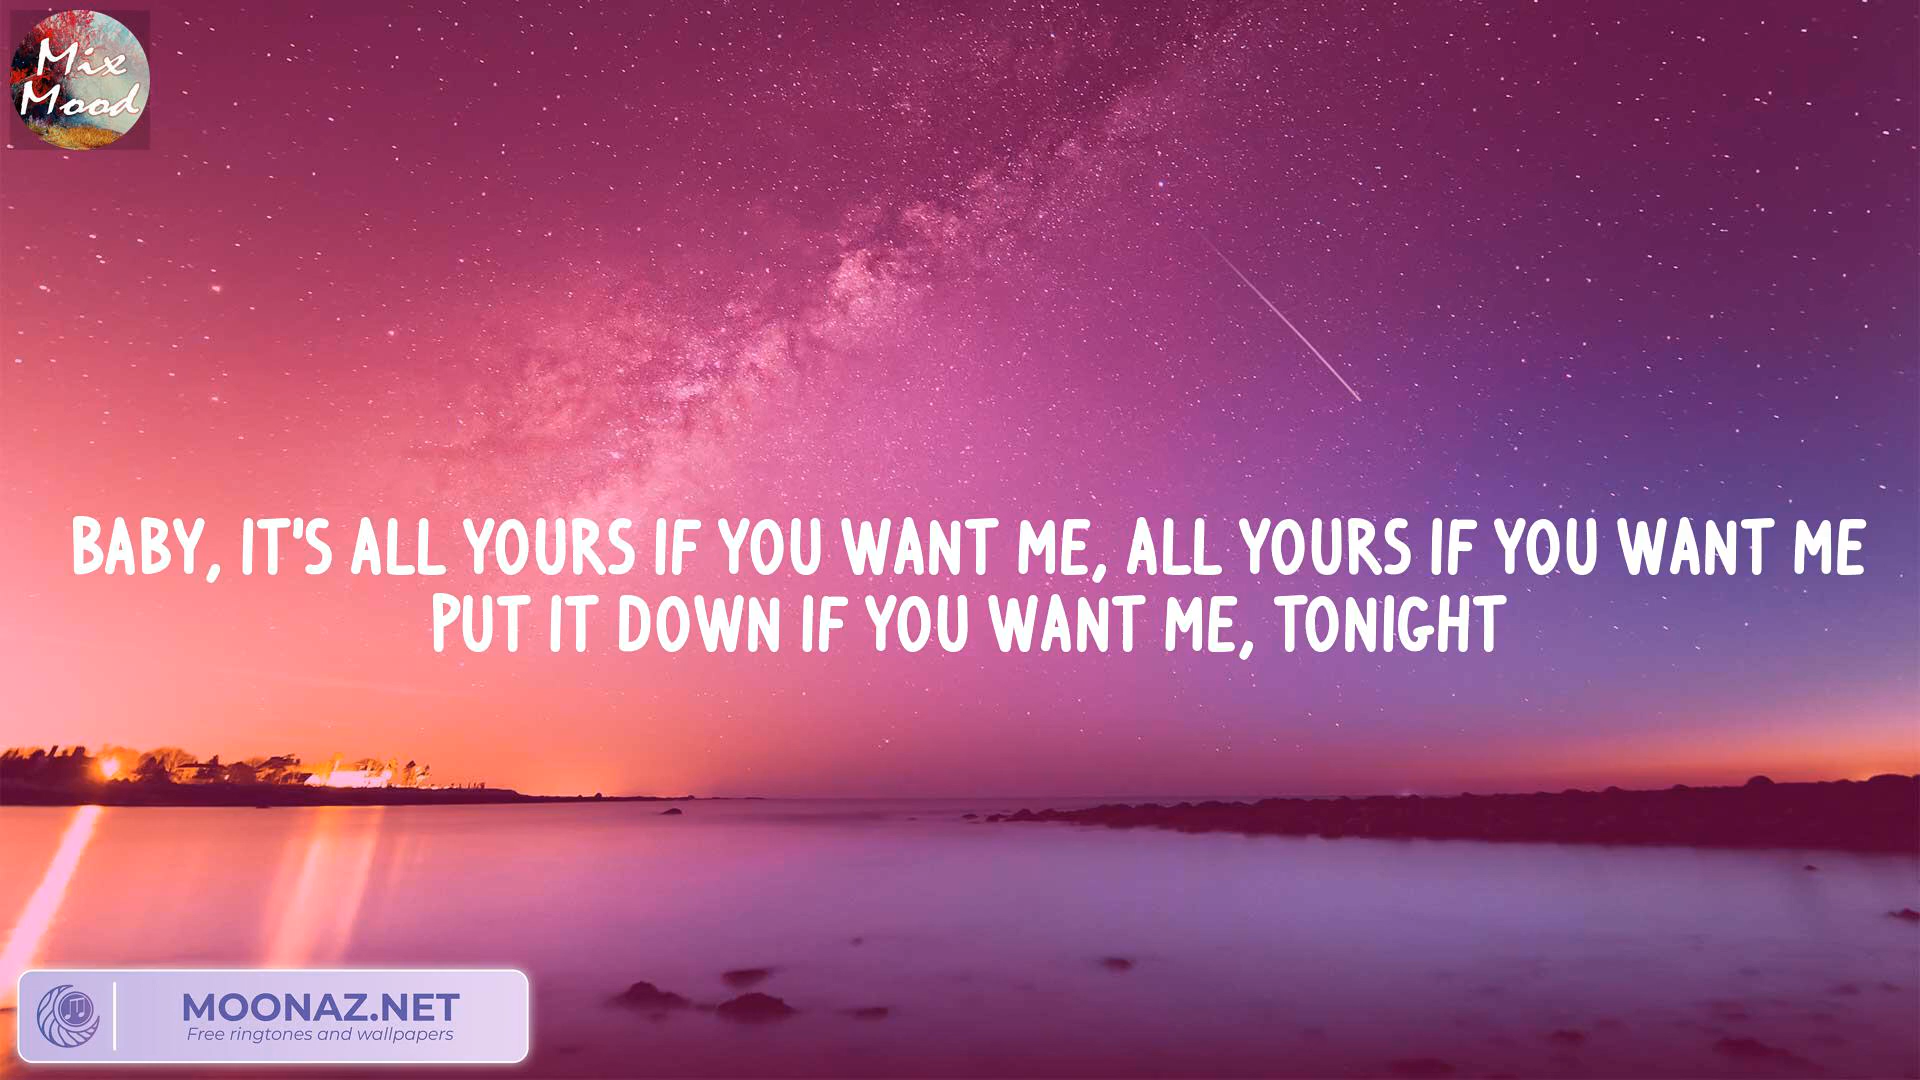 Mix
Mood
BABY, IT'S ALL YOURS IF YOU WANT ME, ALL YOURS IF YOU WANT ME
PUT IT DOWN IF YOU WANT ME, TONIGHT
MOONAZ.NET
Free ringtones and wallpapers